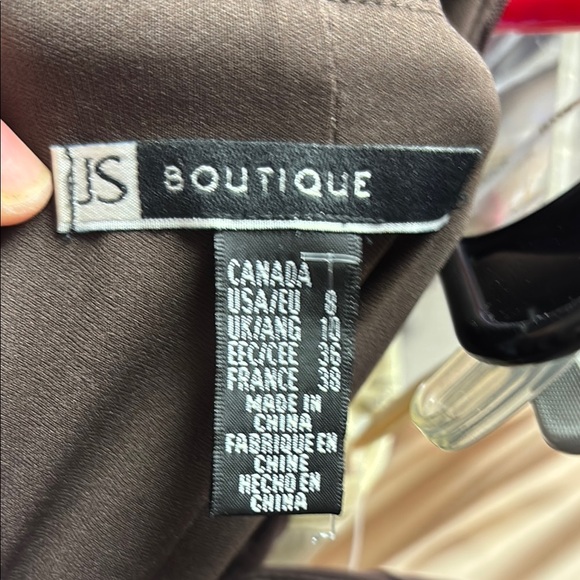 JS BOUTIQUE
CANADA
USA/EU 8
UK/ANG 10
EEC/CEE 36
FRANCE 38
MADE IN
CHINA
FABRIQUE EN
CHINE
HECHO EN
CHINA